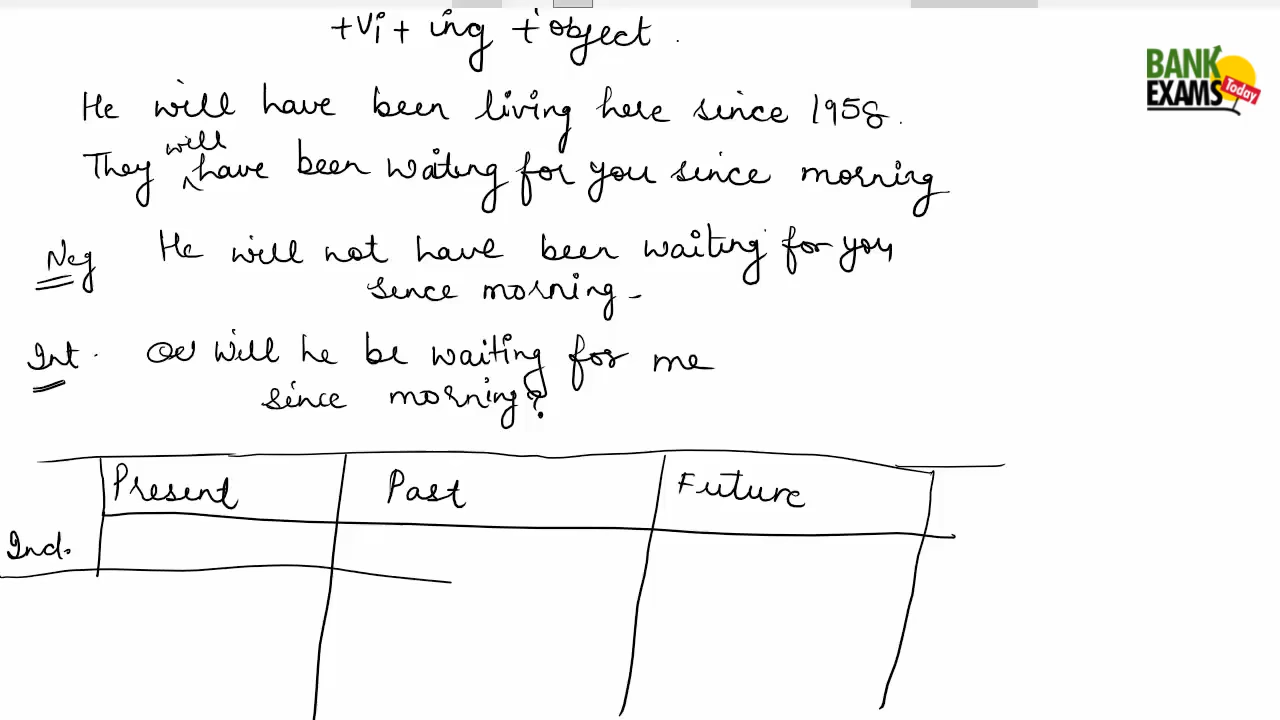 +V1 + ing + object.
BANK
EXAMS Today
He will have been living here since 1958.
will
They have been waiting for you since morning
Neg He will not have been waiting for you
sence morning-
Int. will he be waiting for me
since morning?
Present Past Future
Ind.